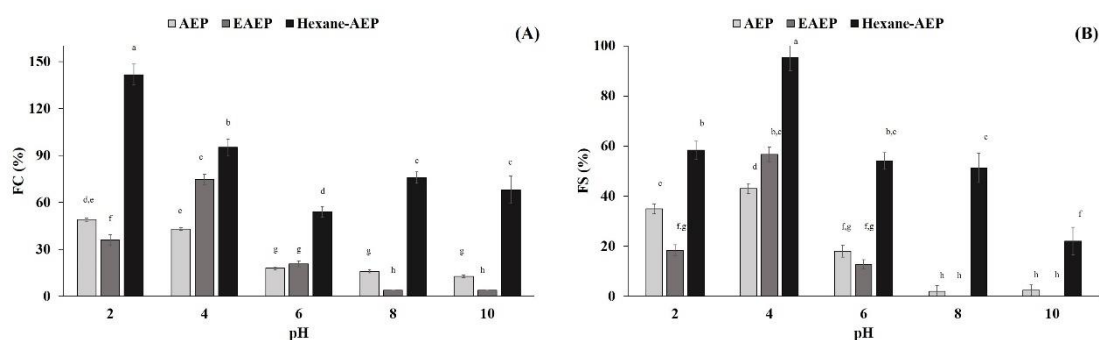 AEP EAEP Hexane-AEP
(A)
FC (%)
150
120
90
60
30
0
a
d,e
f
e
c
b
g
g
d
g
h
c
g
h
c
2 4 6 8 10
pH
AEP EAEP Hexane-AEP
(B)
FS (%)
100
80
60
40
20
0
e
f,g
b
d
b,c
a
f,g
f,g
b,c
h
h
c
h
h
f
2 4 6 8 10
pH